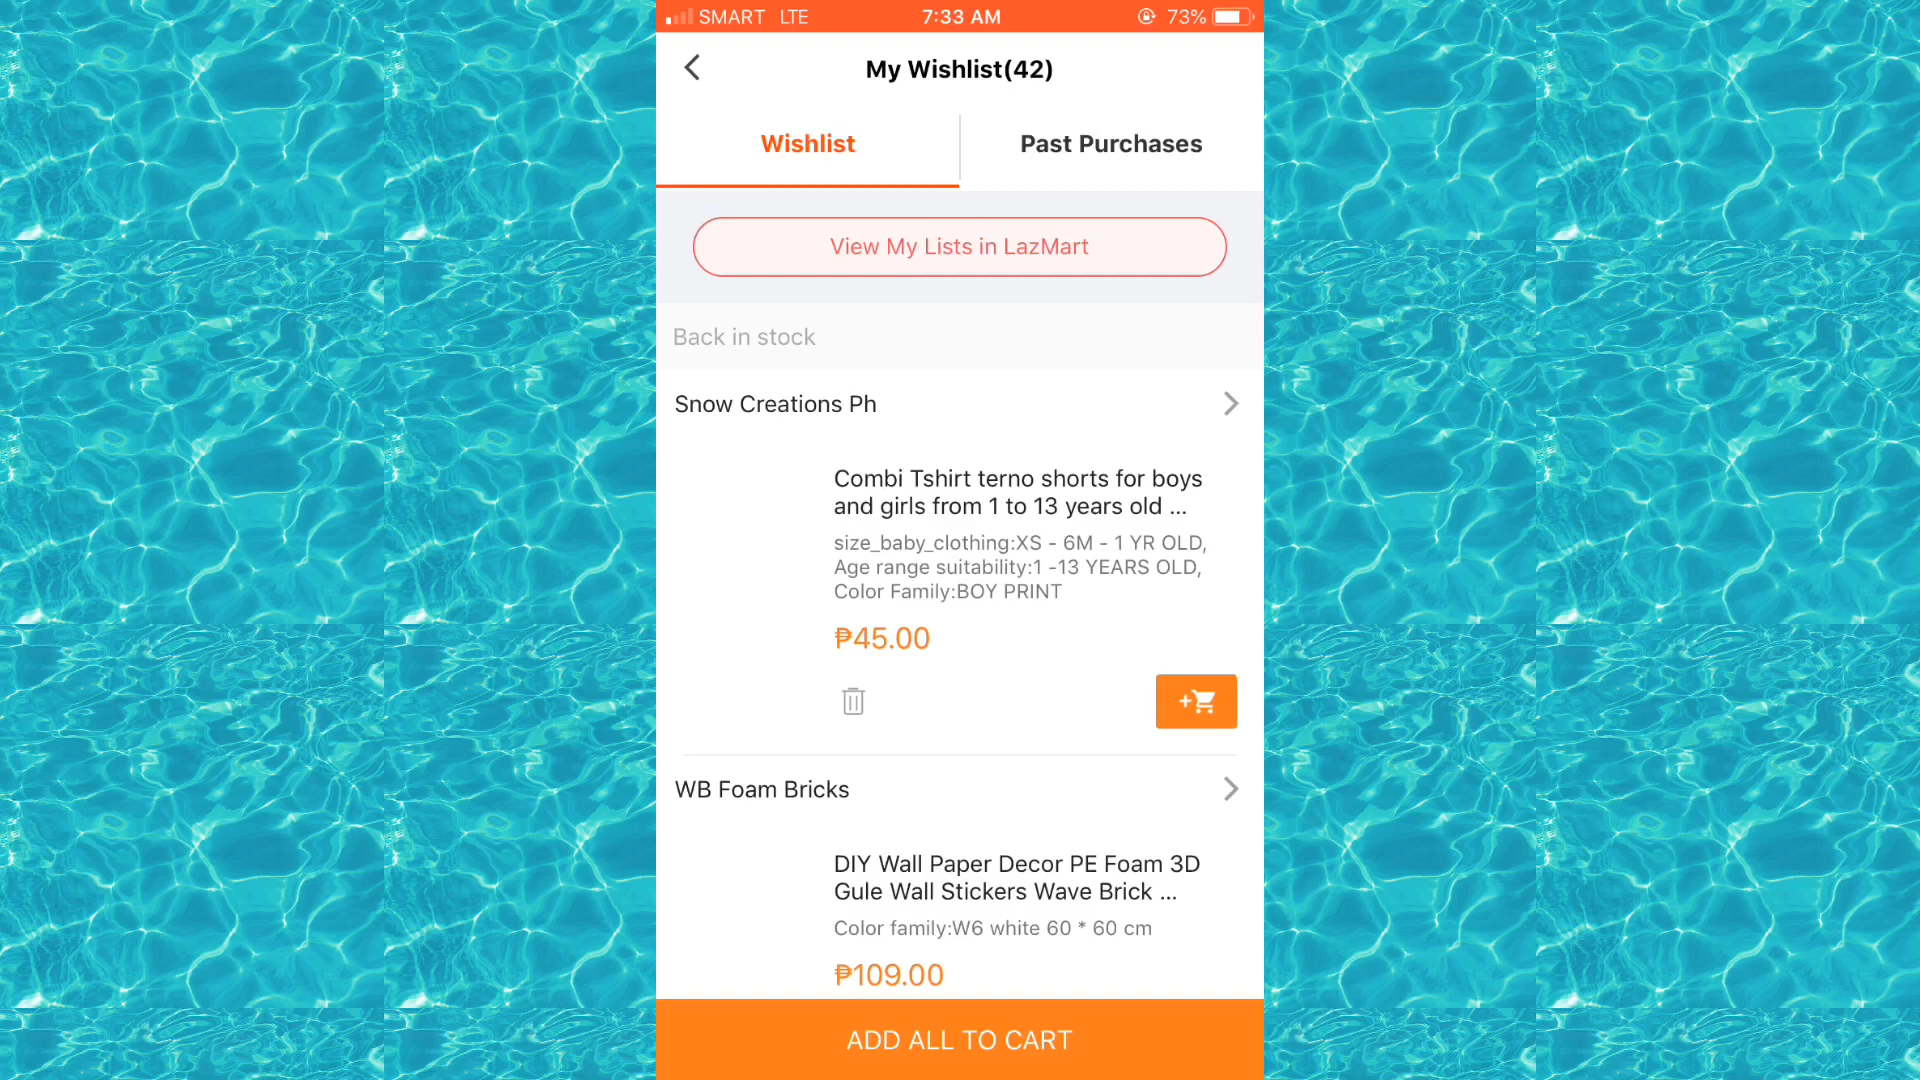 SMART LTE 7:33 AM 73%
My Wishlist(42)
Wishlist
Past Purchases
View My Lists in LazMart
Back in stock
Snow Creations Ph
Combi Tshirt terno shorts for boys
and girls from 1 to 13 years old ...
size_baby_clothing:XS - 6M - 1 YR OLD,
Age range suitability:1 -13 YEARS OLD,
Color Family:BOY PRINT
₱45.00
WB Foam Bricks
DIY Wall Paper Decor PE Foam 3D
Gule Wall Stickers Wave Brick ...
Color family:W6 white 60 * 60 cm
₱109.00
ADD ALL TO CART